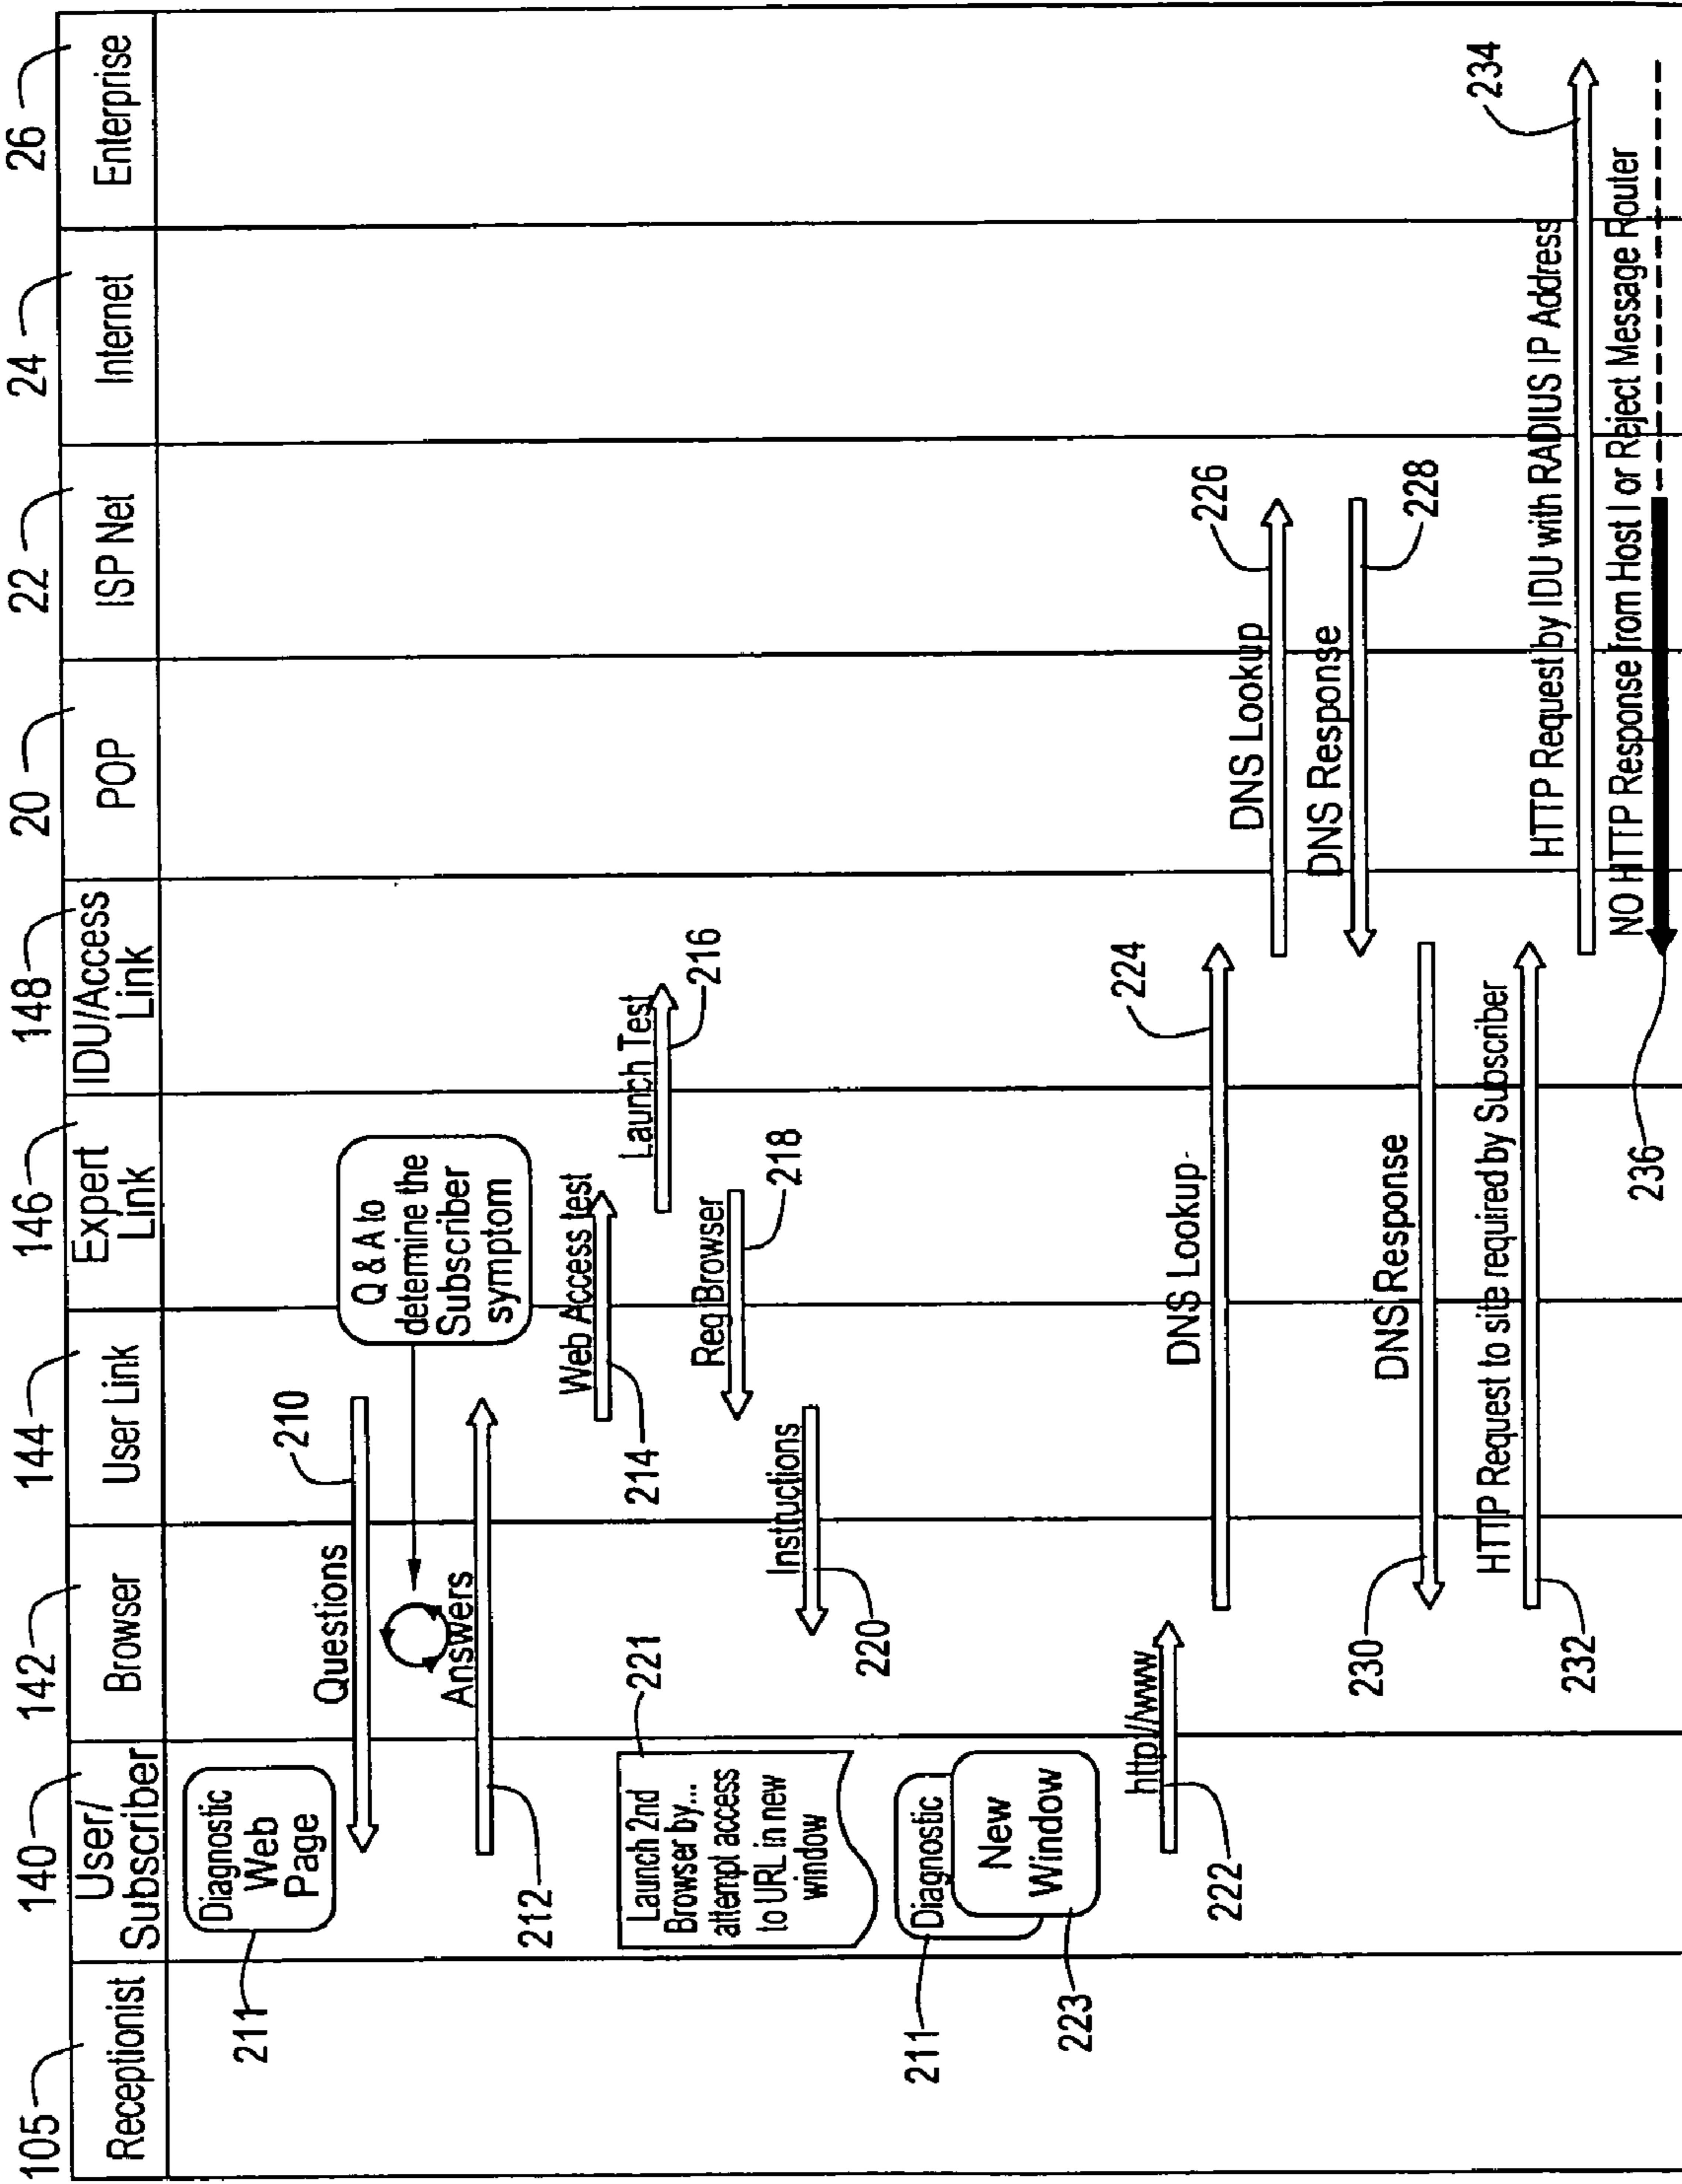 105
140
142
144
146
148
20
22
24
26
Receptionist
User/
Subscriber
Browser
User Link
Expert
Link
IDU/Access
Link
POP
ISP Net
Internet
Enterprise
Diagnostic
Web
Page
211
Questions
210
Q & A to
determine the
Subscriber
symptom
Answers
212
Web Access test
214
Launch Test
216
Launch 2nd
Browser by...
attempt access
to URL in new
window
221
Req Browser
218
Instructions
220
Diagnostic
211
New
Window
223
http//www
222
DNS Lookup
224
DNS Lookup
226
DNS Response
228
DNS Response
230
HTTP Request to site required by Subscriber
232
HTTP Request by IDU with RADIUS IP Address
234
NO HTTP Response from Host I or Reject Message Router
236